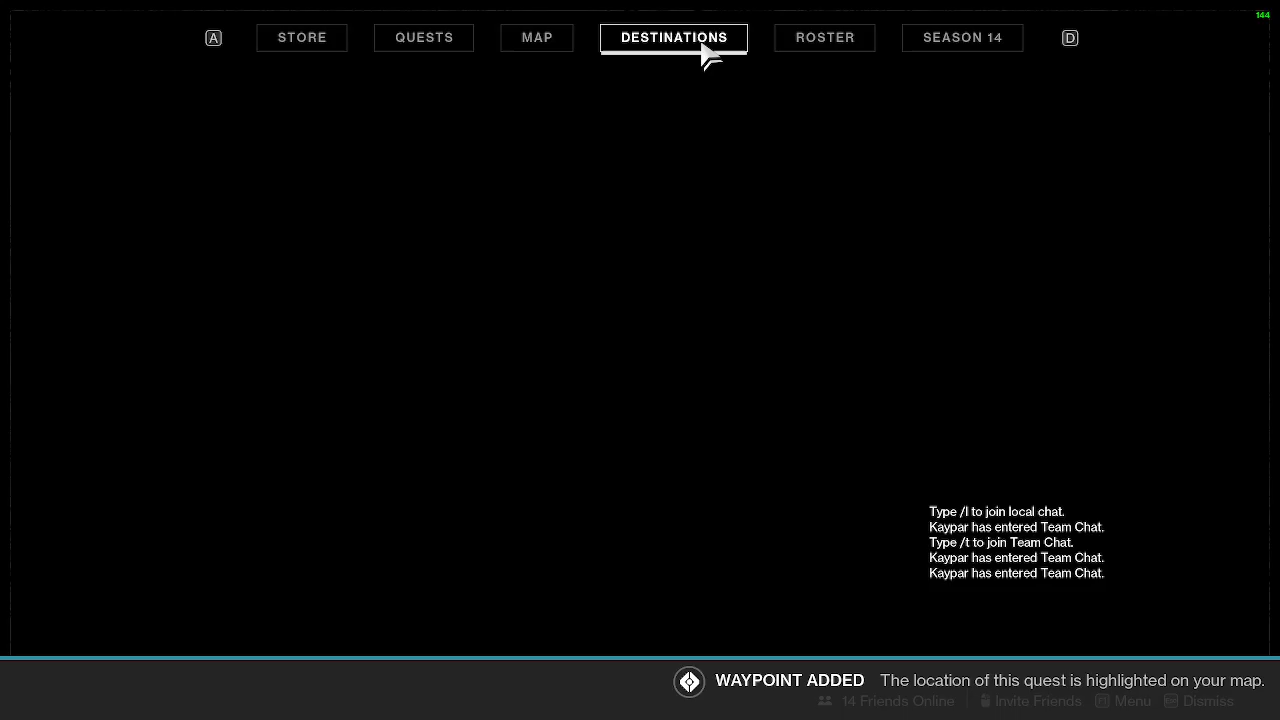 144
A STORE QUESTS MAP DESTINATIONS ROSTER SEASON 14 D
Type /l to join local chat.
Kaypar has entered Team Chat.
Type /t to join Team Chat.
Kaypar has entered Team Chat.
Kaypar has entered Team Chat.
WAYPOINT ADDED The location of this quest is highlighted on your map.
14 Friends Online Invite Friends Menu Dismiss